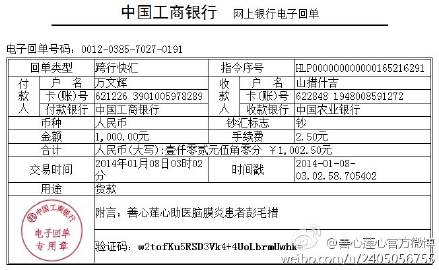 中国工商银行 网上银行电子回单
电子回单号码：0012-0385-7027-0191
回单类型 跨行快汇 指令序号 HLP000000000000165216291
付款人 户名 万文辉 收款人 户名 山措什吉
卡(账)号 621226 3901005978289 卡(账)号 622848 1948008591272
付款银行 中国工商银行 收款银行 中国农业银行
币种 人民币 钞汇标志 钞
金额 1,000.00元 手续费 2.50元
合计 人民币(大写):壹仟零贰元伍角零分 ￥1,002.50元
交易时间 2014年01月08日03时02分 时间戳 2014-01-08-03.02.58.705402
用途 货款
中国工商银行
电子回单
专用章
附言：善心莲心助医脑膜炎患者彭毛措
验证码：w2tofKu5RSD3Vk4+4UoLbrmUwhk=
@善心莲心官方微博
http://e.weibo.com/u/2405056755